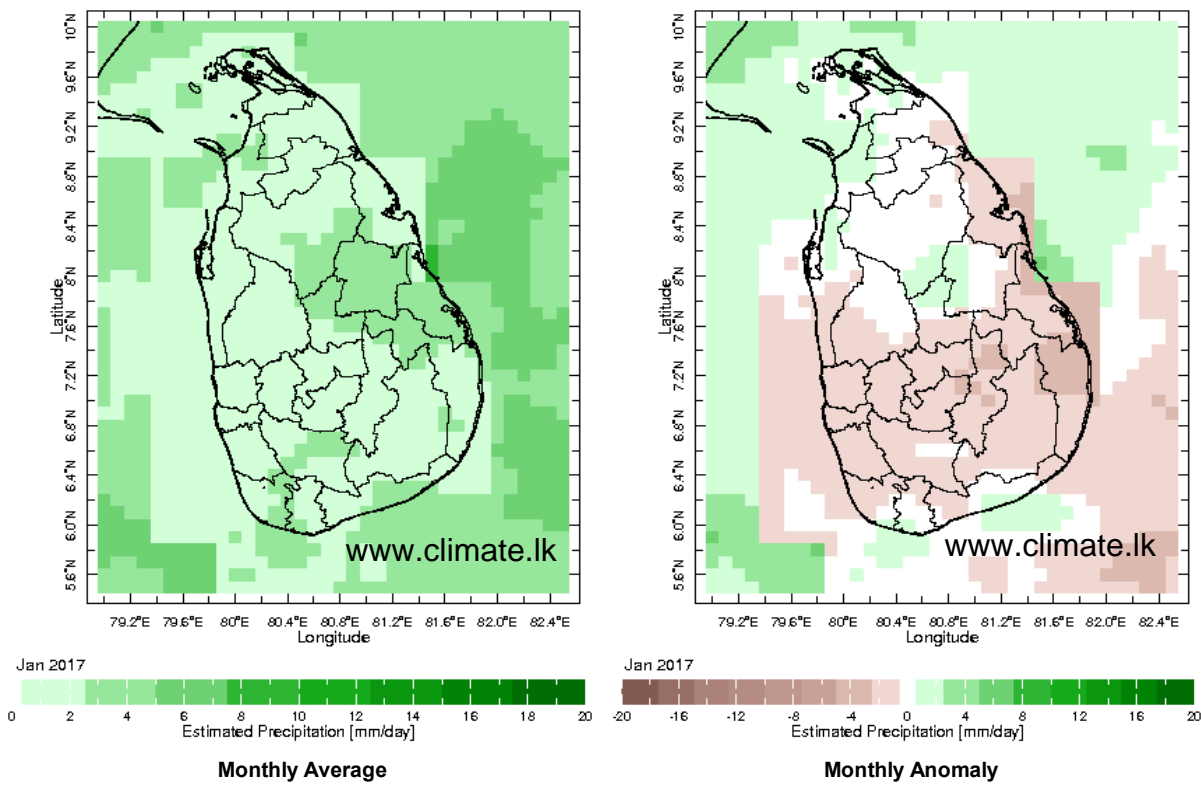 10°N 9.6°N 9.2°N 8.8°N 8.4°N 8°N 7.6°N 7.2°N 6.8°N 6.4°N 6.0°N 5.6°N
Latitude
www.climate.lk
79.2°E 79.6°E 80°E 80.4°E 80.8°E 81.2°E 81.6°E 82.0°E 82.4°E
Longitude
Jan 2017
0 2 4 6 8 10 12 14 16 18 20
Estimated Precipitation [mm/day]
Monthly Average
10°N 9.6°N 9.2°N 8.8°N 8.4°N 8°N 7.6°N 7.2°N 6.8°N 6.4°N 6.0°N 5.6°N
Latitude
www.climate.lk
79.2°E 79.6°E 80°E 80.4°E 80.8°E 81.2°E 81.6°E 82.0°E 82.4°E
Longitude
Jan 2017
-20 -16 -12 -8 -4 0 4 8 12 16 20
Estimated Precipitation [mm/day]
Monthly Anomaly